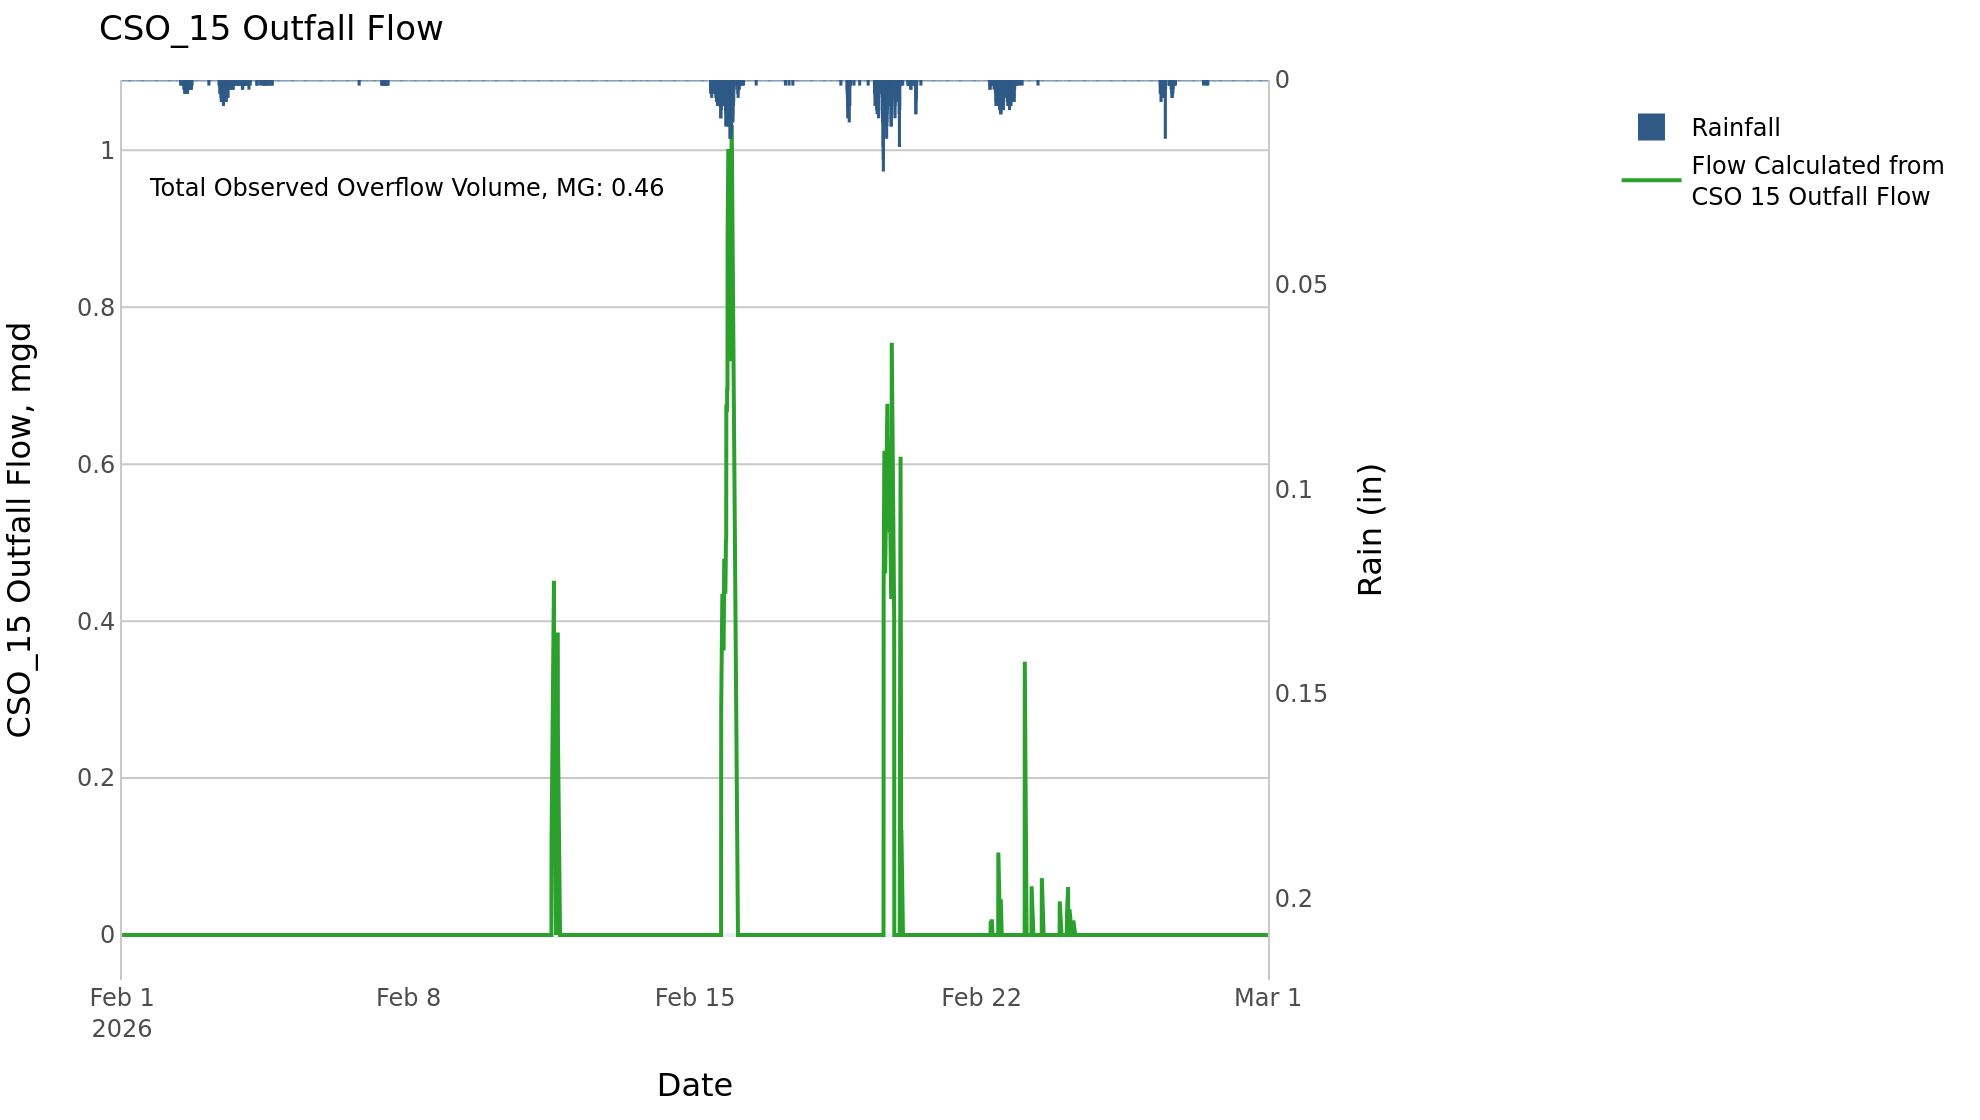 CSO_15 Outfall Flow
Rainfall
Flow Calculated from
CSO 15 Outfall Flow
Total Observed Overflow Volume, MG: 0.46
CSO_15 Outfall Flow, mgd
1
0.8
0.6
0.4
0.2
0
0
0.05
0.1
0.15
0.2
Rain (in)
Feb 1
2026
Feb 8
Feb 15
Feb 22
Mar 1
Date